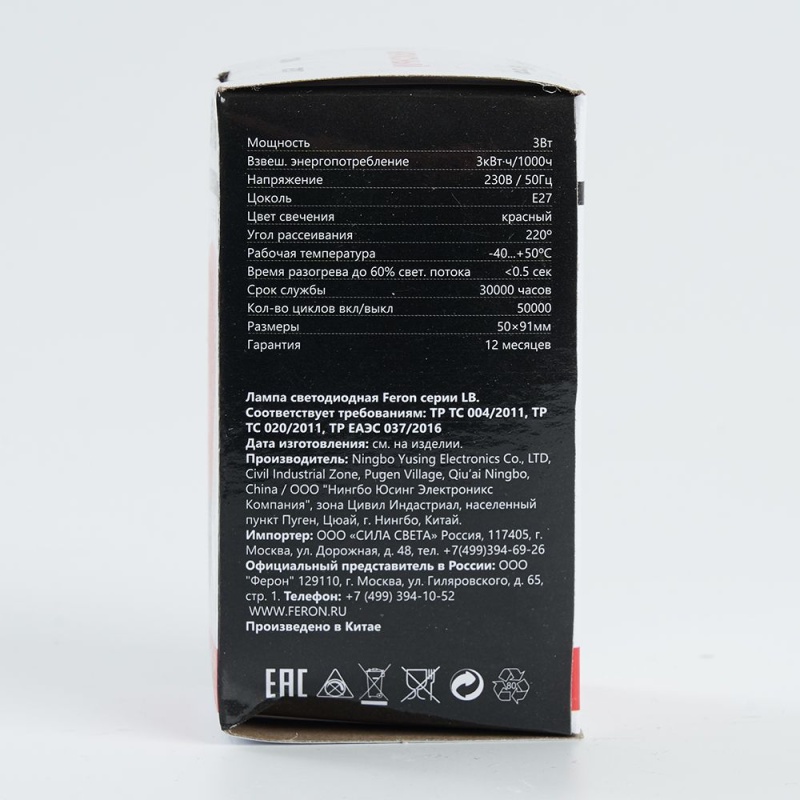 Мощность 3Вт
Взвеш. энергопотребление 3кВт·ч/1000ч
Напряжение 230В / 50Гц
Цоколь E27
Цвет свечения красный
Угол рассеивания 220º
Рабочая температура -40...+50ºC
Время разогрева до 60% свет. потока <0.5 сек
Срок службы 30000 часов
Кол-во циклов вкл/выкл 50000
Размеры 50×91мм
Гарантия 12 месяцев
Лампа светодиодная Feron серии LB.
Соответствует требованиям: ТР ТС 004/2011, ТР
ТС 020/2011, ТР ЕАЭС 037/2016
Дата изготовления: см. на изделии.
Производитель: Ningbo Yusing Electronics Co., LTD,
Civil Industrial Zone, Pugen Village, Qiu'ai Ningbo,
China / ООО "Нингбо Юсинг Электроникс
Компания", зона Цивил Индастриал, населенный
пункт Пуген, Цюай, г. Нингбо, Китай.
Импортер: ООО «СИЛА СВЕТА» Россия, 117405, г.
Москва, ул. Дорожная, д. 48, тел. +7(499)394-69-26
Официальный представитель в России: ООО
"Ферон" 129110, г. Москва, ул. Гиляровского, д. 65,
стр. 1. Телефон: +7 (499) 394-10-52
WWW.FERON.RU
Произведено в Китае
EAC
80